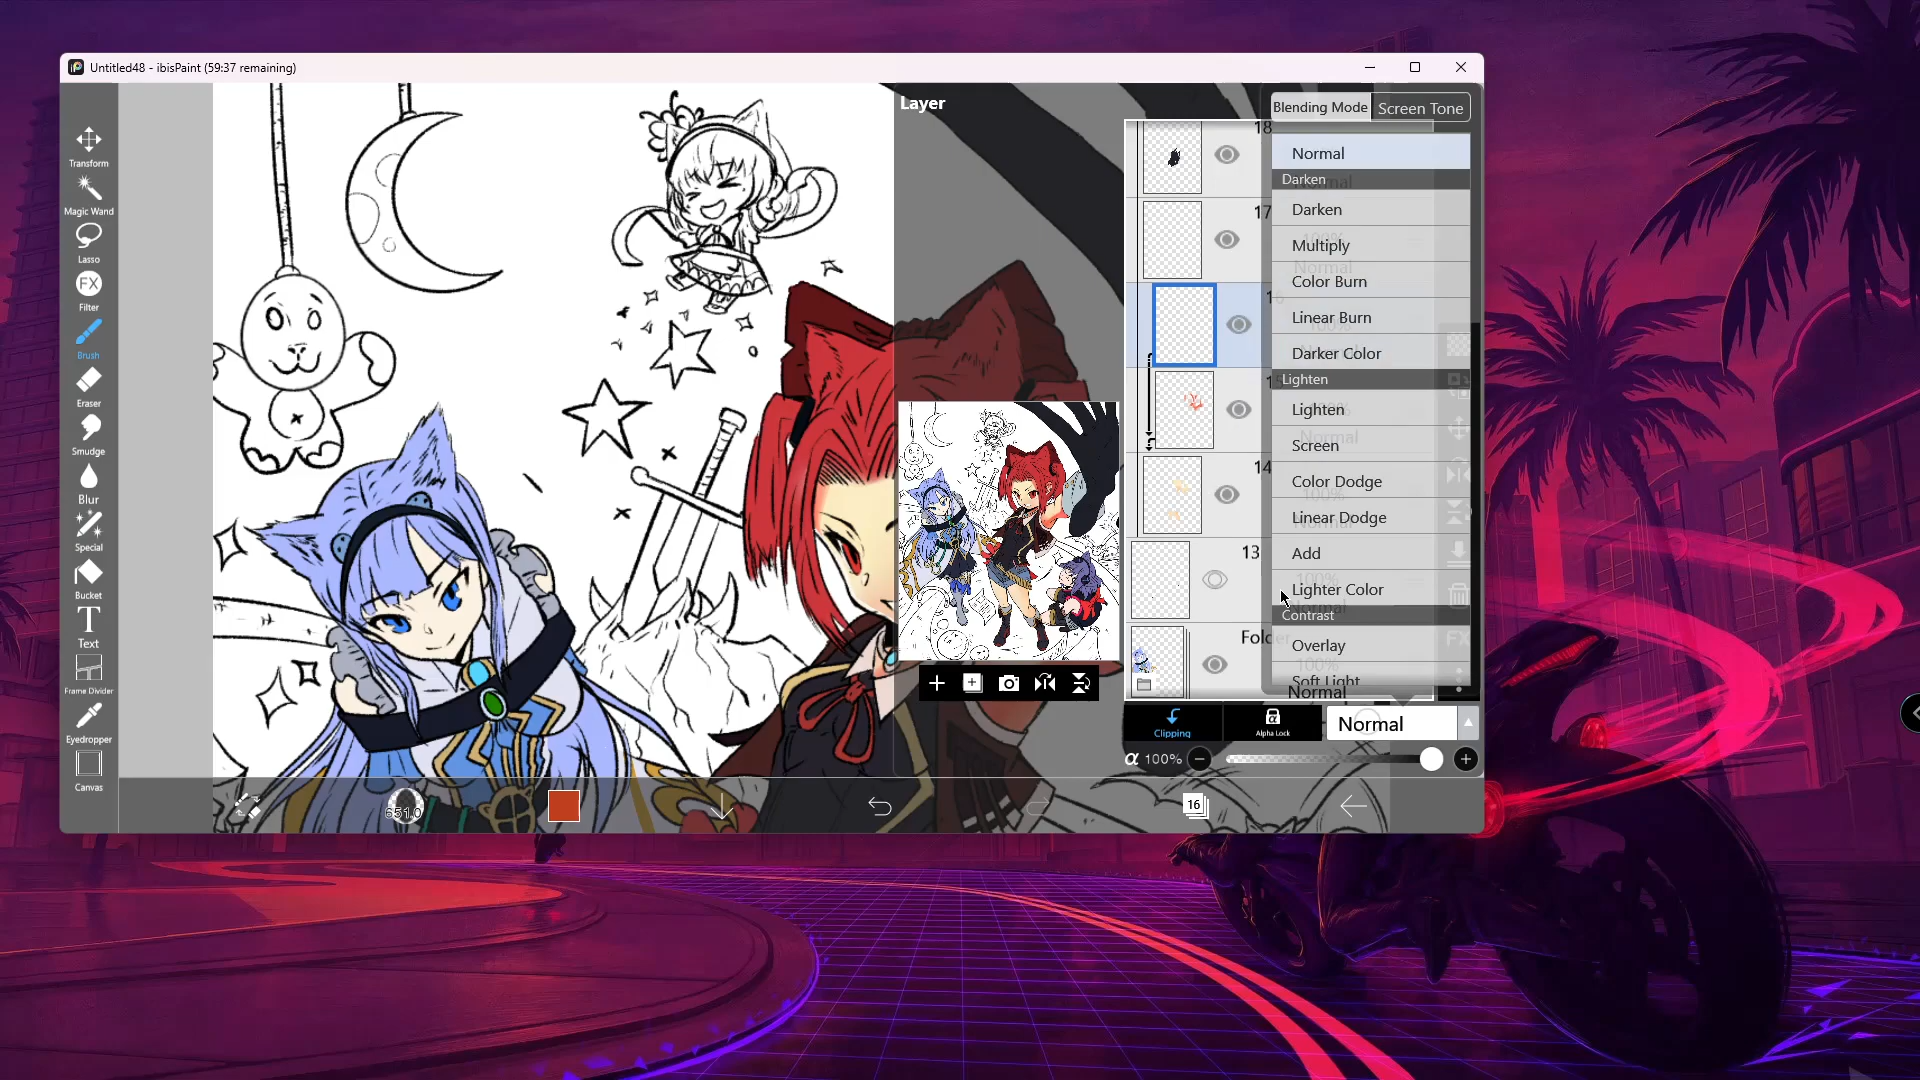 Untitled48 - ibisPaint (59:37 remaining)
Transform
Magic Wand
Lasso
FX
Filter
Brush
Eraser
Smudge
Blur
Special
Bucket
T
Text
Frame Divider
Eyedropper
Canvas
651.0
16
Layer
18
17
14
13
Blending Mode
Screen Tone
Normal
Darken
Darken
Multiply
Color Burn
Linear Burn
Darker Color
Lighten
Lighten
Screen
Color Dodge
Linear Dodge
Add
Lighter Color
Contrast
Overlay
Soft Light
Normal
Clipping
α
Alpha Lock
Normal
α 100%